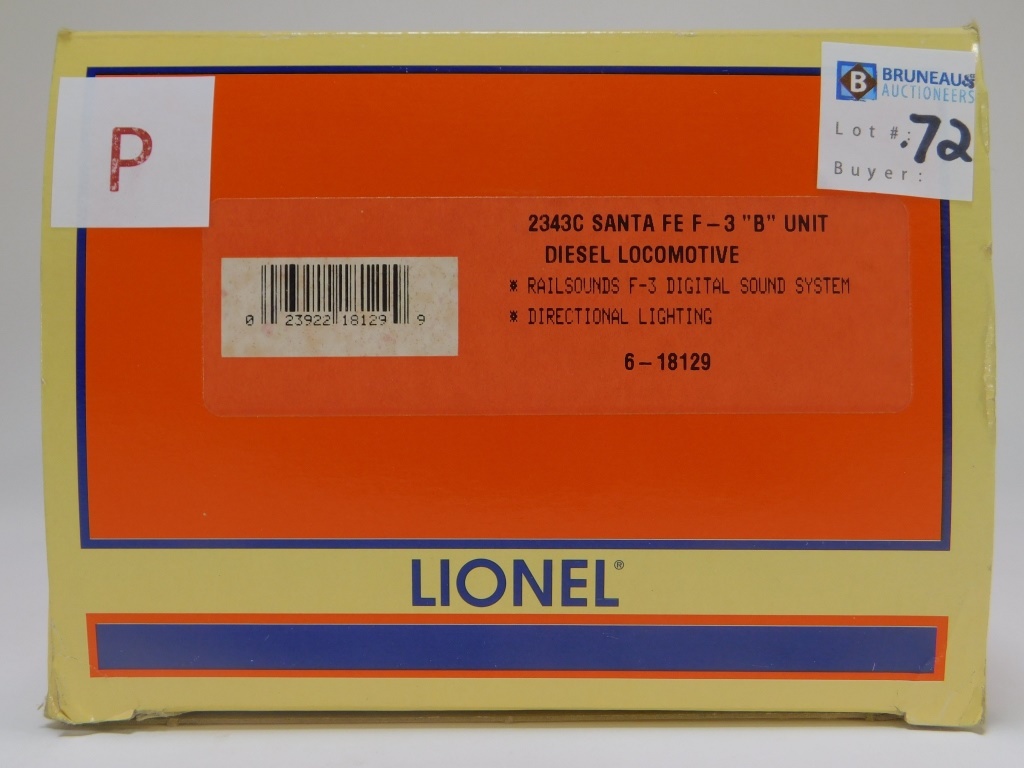 P
B BRUNEAU &CO.
AUCTIONEERS
Lot #: 72
Buyer:
2343C SANTA FE F-3 "B" UNIT
DIESEL LOCOMOTIVE
* RAILSOUNDS F-3 DIGITAL SOUND SYSTEM
* DIRECTIONAL LIGHTING
6-18129
0 23922 18129 9
LIONEL®